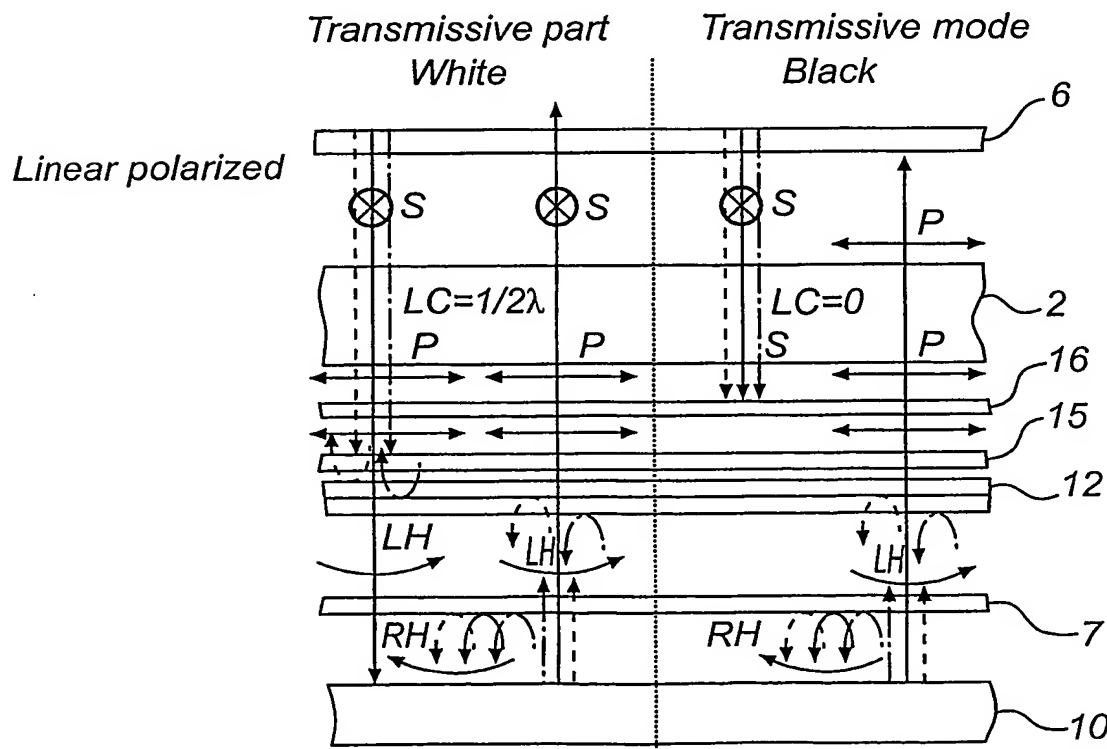 Transmissive part
White
Transmissive mode
Black
6
Linear polarized
S
S
S
P
LC=1/2λ
LC=0
2
P
P
S
P
16
15
12
LH
LH
LH
7
RH
RH
10